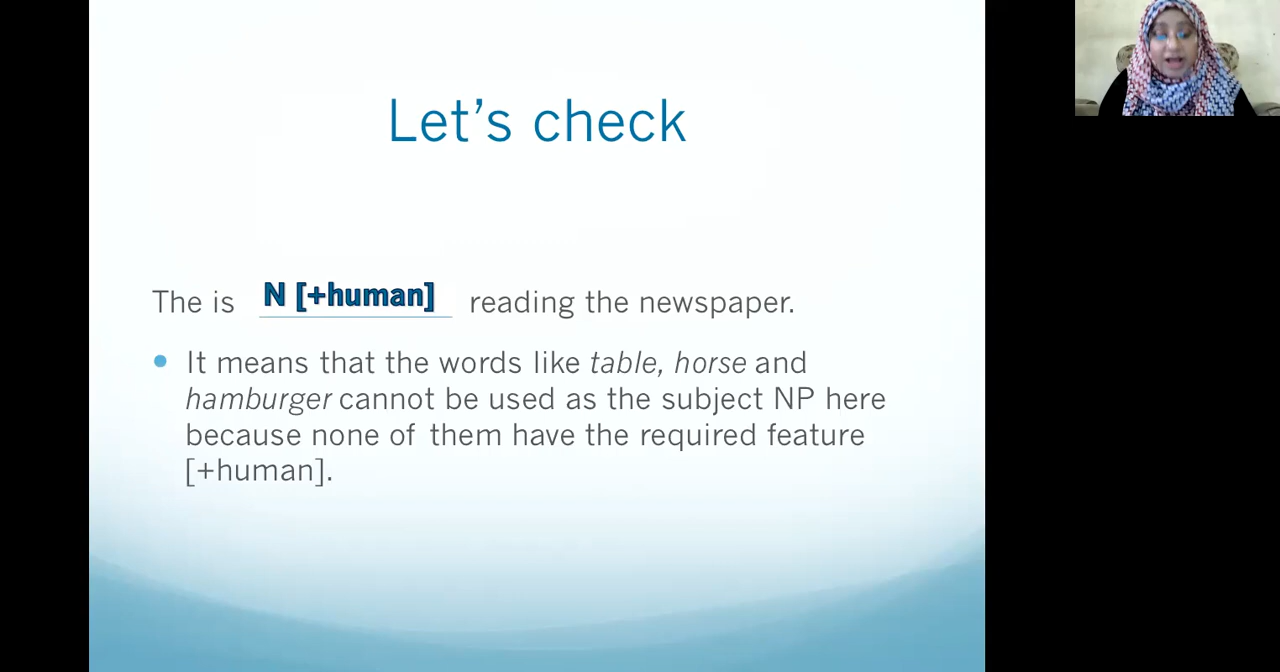 Let's check
The is N [+human] reading the newspaper.
It means that the words like table, horse and
hamburger cannot be used as the subject NP here
because none of them have the required feature
[+human].